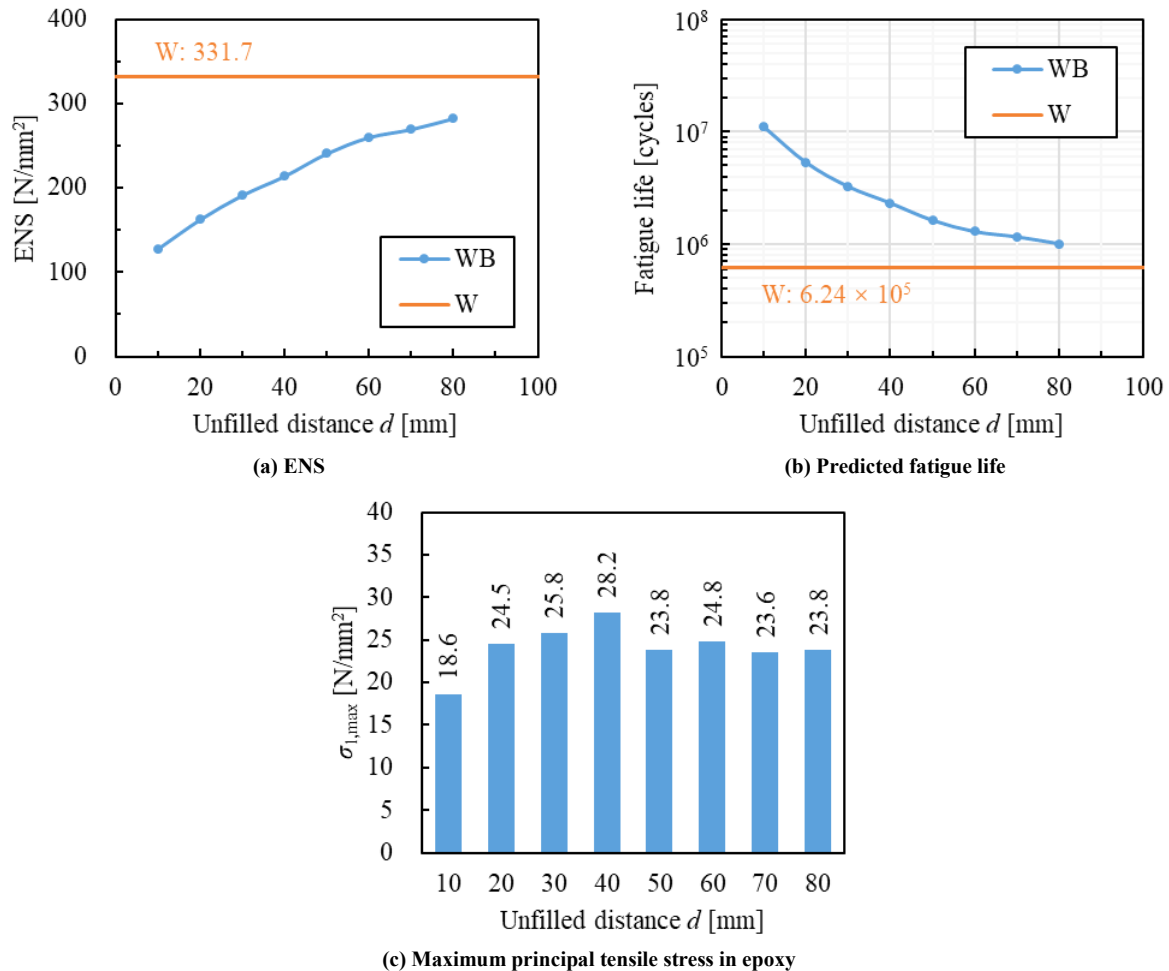 400
300
200
100
0
ENS [N/mm²]
W: 331.7
WB
W
0 20 40 60 80 100
Unfilled distance d [mm]
(a) ENS
10⁸
10⁷
10⁶
10⁵
Fatigue life [cycles]
WB
W
W: 6.24 × 10⁵
0 20 40 60 80 100
Unfilled distance d [mm]
(b) Predicted fatigue life
40
35
30
25
20
15
10
5
0
σ1,max [N/mm²]
18.6 24.5 25.8 28.2 23.8 24.8 23.6 23.8
10 20 30 40 50 60 70 80
Unfilled distance d [mm]
(c) Maximum principal tensile stress in epoxy